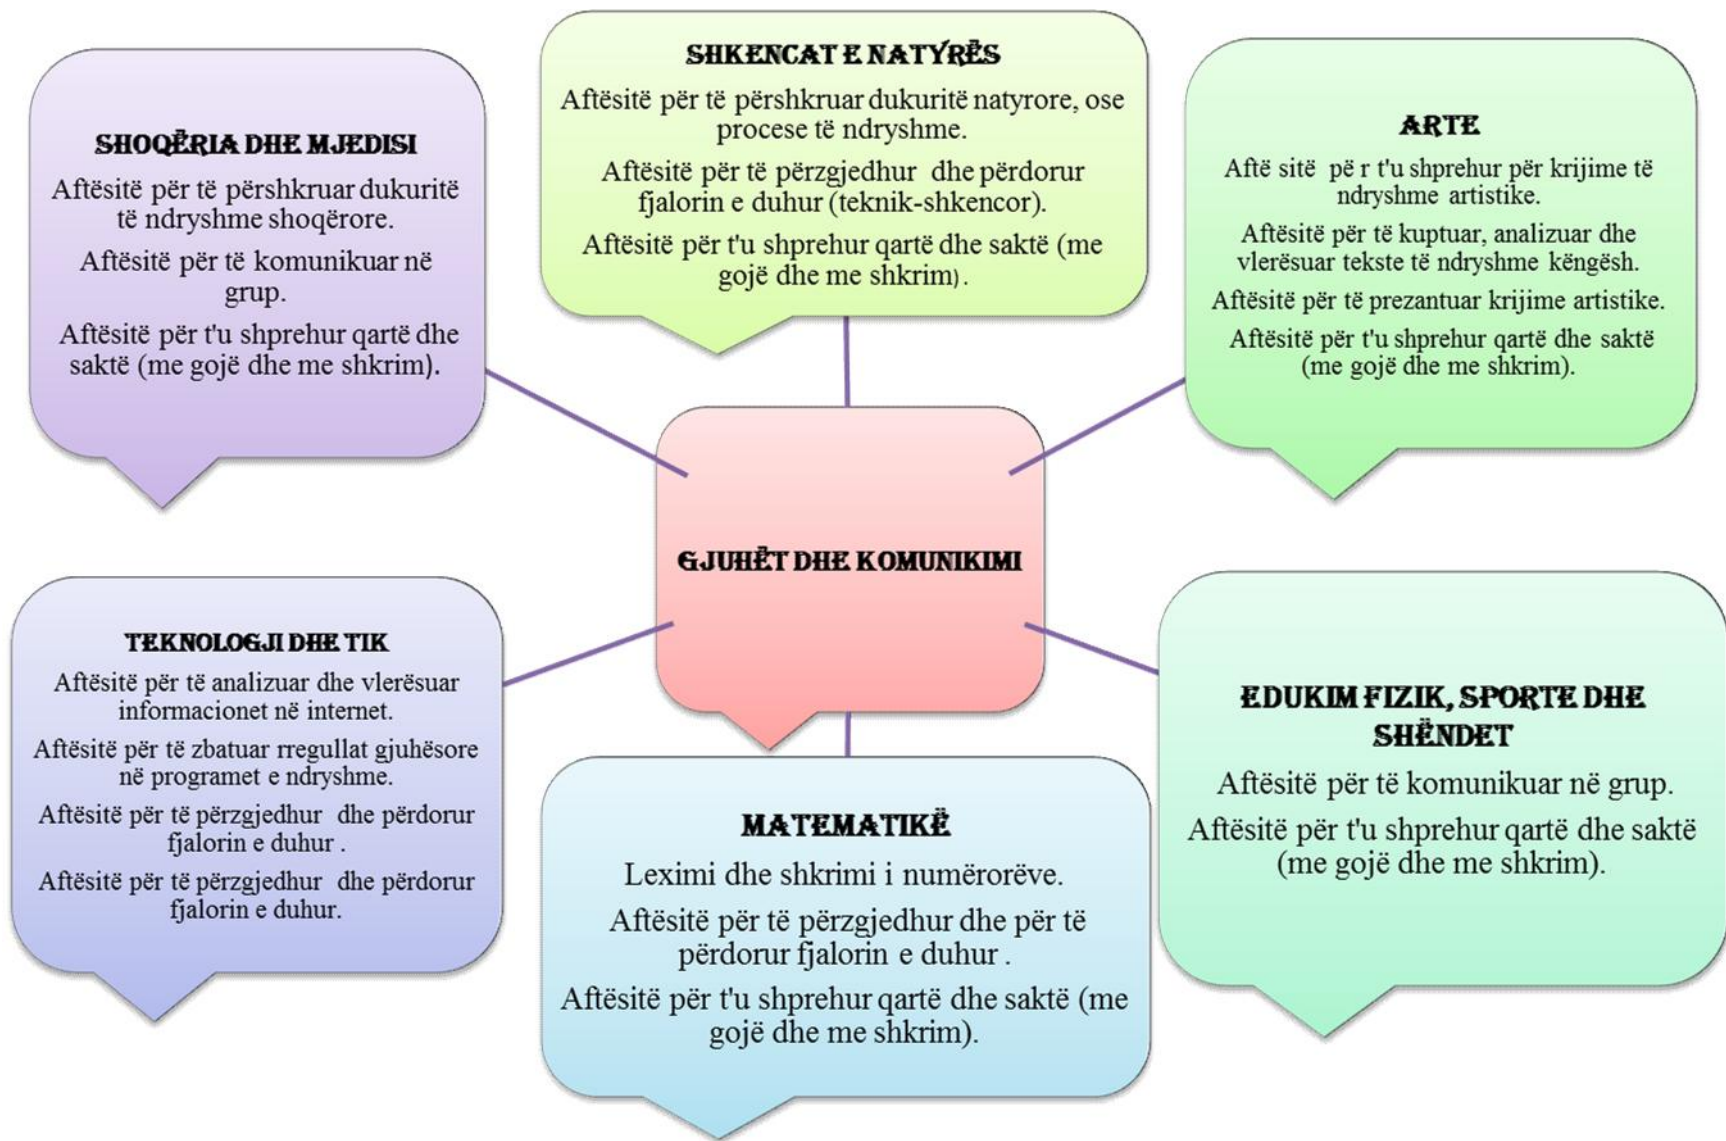 SHOQËRIA DHE MJEDISI
Aftësitë për të përshkruar dukuritë
të ndryshme shoqërore.
Aftësitë për të komunikuar në
grup.
Aftësitë për t'u shprehur qartë dhe
saktë (me gojë dhe me shkrim).
SHKENCAT E NATYRËS
Aftësitë për të përshkruar dukuritë natyrore, ose
procese të ndryshme.
Aftësitë për të përzgjedhur dhe përdorur
fjalorin e duhur (teknik-shkencor).
Aftësitë për t'u shprehur qartë dhe saktë (me
gojë dhe me shkrim).
ARTE
Aftë sitë pë r t'u shprehur për krijime të
ndryshme artistike.
Aftësitë për të kuptuar, analizuar dhe
vlerësuar tekste të ndryshme këngësh.
Aftësitë për të prezantuar krijime artistike.
Aftësitë për t'u shprehur qartë dhe saktë
(me gojë dhe me shkrim).
GJUHËT DHE KOMUNIKIMI
TEKNOLOGJI DHE TIK
Aftësitë për të analizuar dhe vlerësuar
informacionet në internet.
Aftësitë për të zbatuar rregullat gjuhësore
në programet e ndryshme.
Aftësitë për të përzgjedhur dhe përdorur
fjalorin e duhur .
Aftësitë për të përzgjedhur dhe përdorur
fjalorin e duhur.
MATEMATIKË
Leximi dhe shkrimi i numërorëve.
Aftësitë për të përzgjedhur dhe për të
përdorur fjalorin e duhur .
Aftësitë për t'u shprehur qartë dhe saktë (me
gojë dhe me shkrim).
EDUKIM FIZIK, SPORTE DHE
SHËNDET
Aftësitë për të komunikuar në grup.
Aftësitë për t'u shprehur qartë dhe saktë
(me gojë dhe me shkrim).